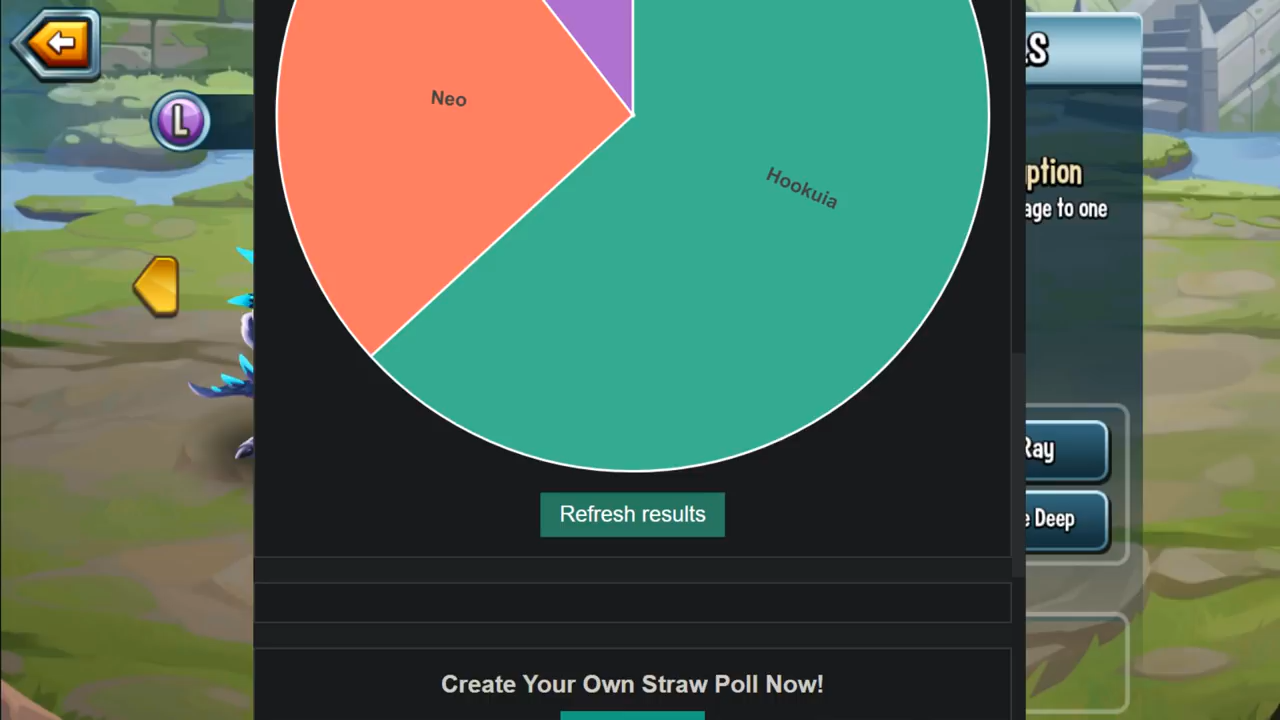 S
L
Neo
Hookuia
ption
age to one
Ray
Refresh results
e Deep
Create Your Own Straw Poll Now!